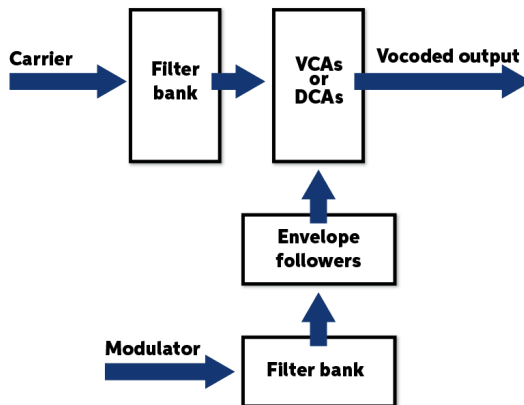 Carrier
Filter
bank
VCAs
or
DCAs
Vocoded output
Envelope
followers
Modulator
Filter bank